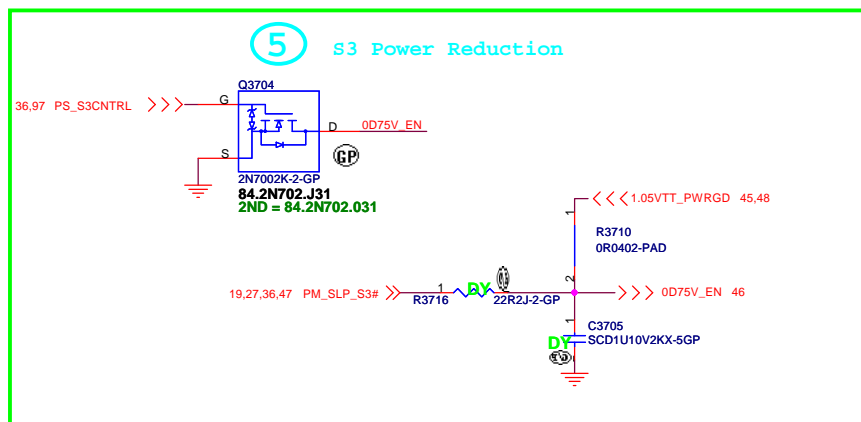 5 S3 Power Reduction
Q3704
36,97 PS_S3CNTRL
G
D
0D75V_EN
S
GP
2N7002K-2-GP
84.2N702.J31
2ND = 84.2N702.031
1.05VTT_PWRGD 45,48
1
R3710
0R0402-PAD
2
19,27,36,47 PM_SLP_S3#
1
DY
R3716
22R2J-2-GP
0D75V_EN 46
1
C3705
DY
SCD1U10V2KX-5GP